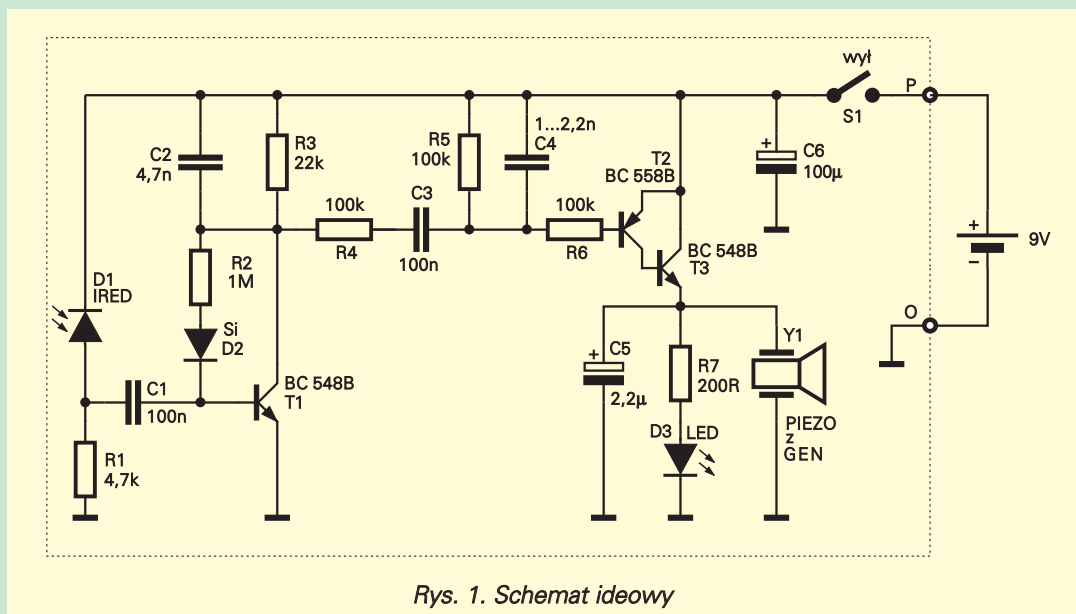 wył
S1
P
C2
4,7n
R3
22k
R5
100k
1...2,2n
C4
T2
BC 558B
+
C6
100µ
100k
R4
C3
100n
100k
R6
+
−
9V
R2
1M
BC 548B
T3
D1
IRED
Si
D2
O
+
C5
2,2µ
R7
200R
Y1
C1
100n
BC 548B
T1
D3 LED
PIEZO
z
GEN
R1
4,7k
Rys. 1. Schemat ideowy